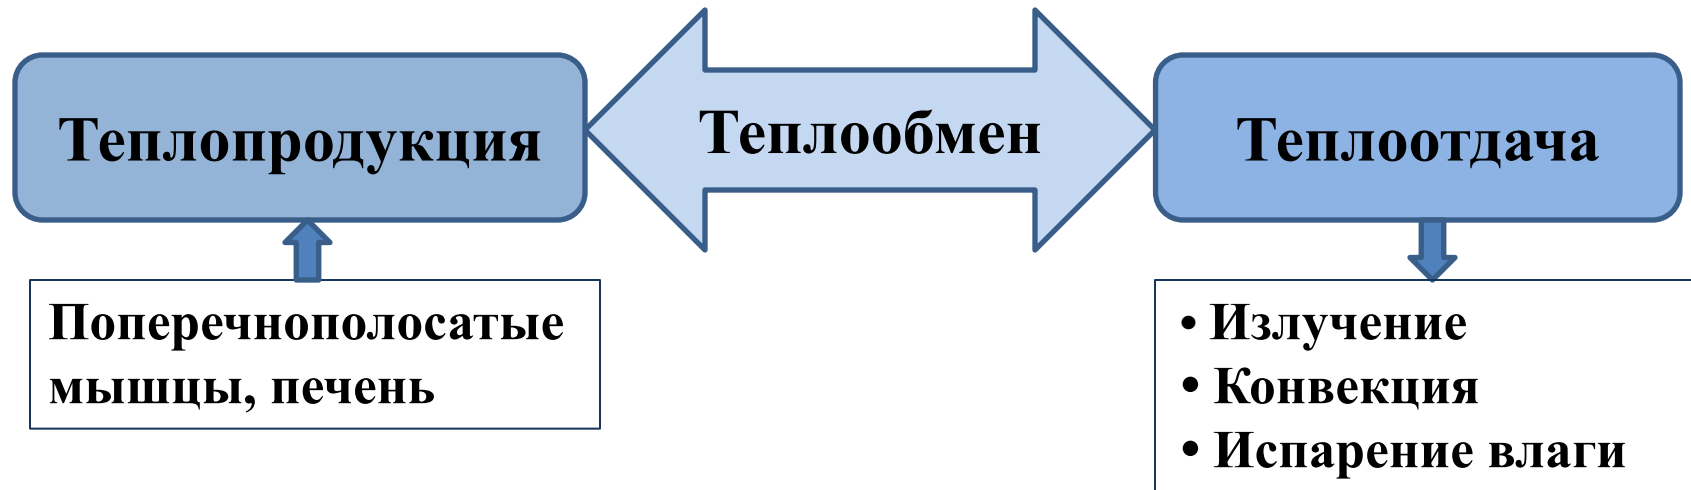 Теплопродукция
Теплообмен
Теплоотдача
Поперечнополосатые
мышцы, печень
• Излучение
• Конвекция
• Испарение влаги